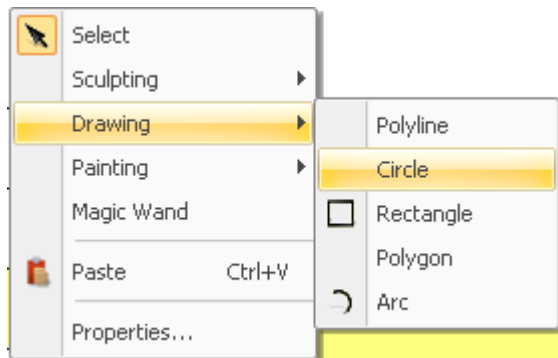 Select
Sculpting
Drawing
Painting
Magic Wand
Paste Ctrl+V
Properties...
Polyline
Circle
Rectangle
Polygon
Arc